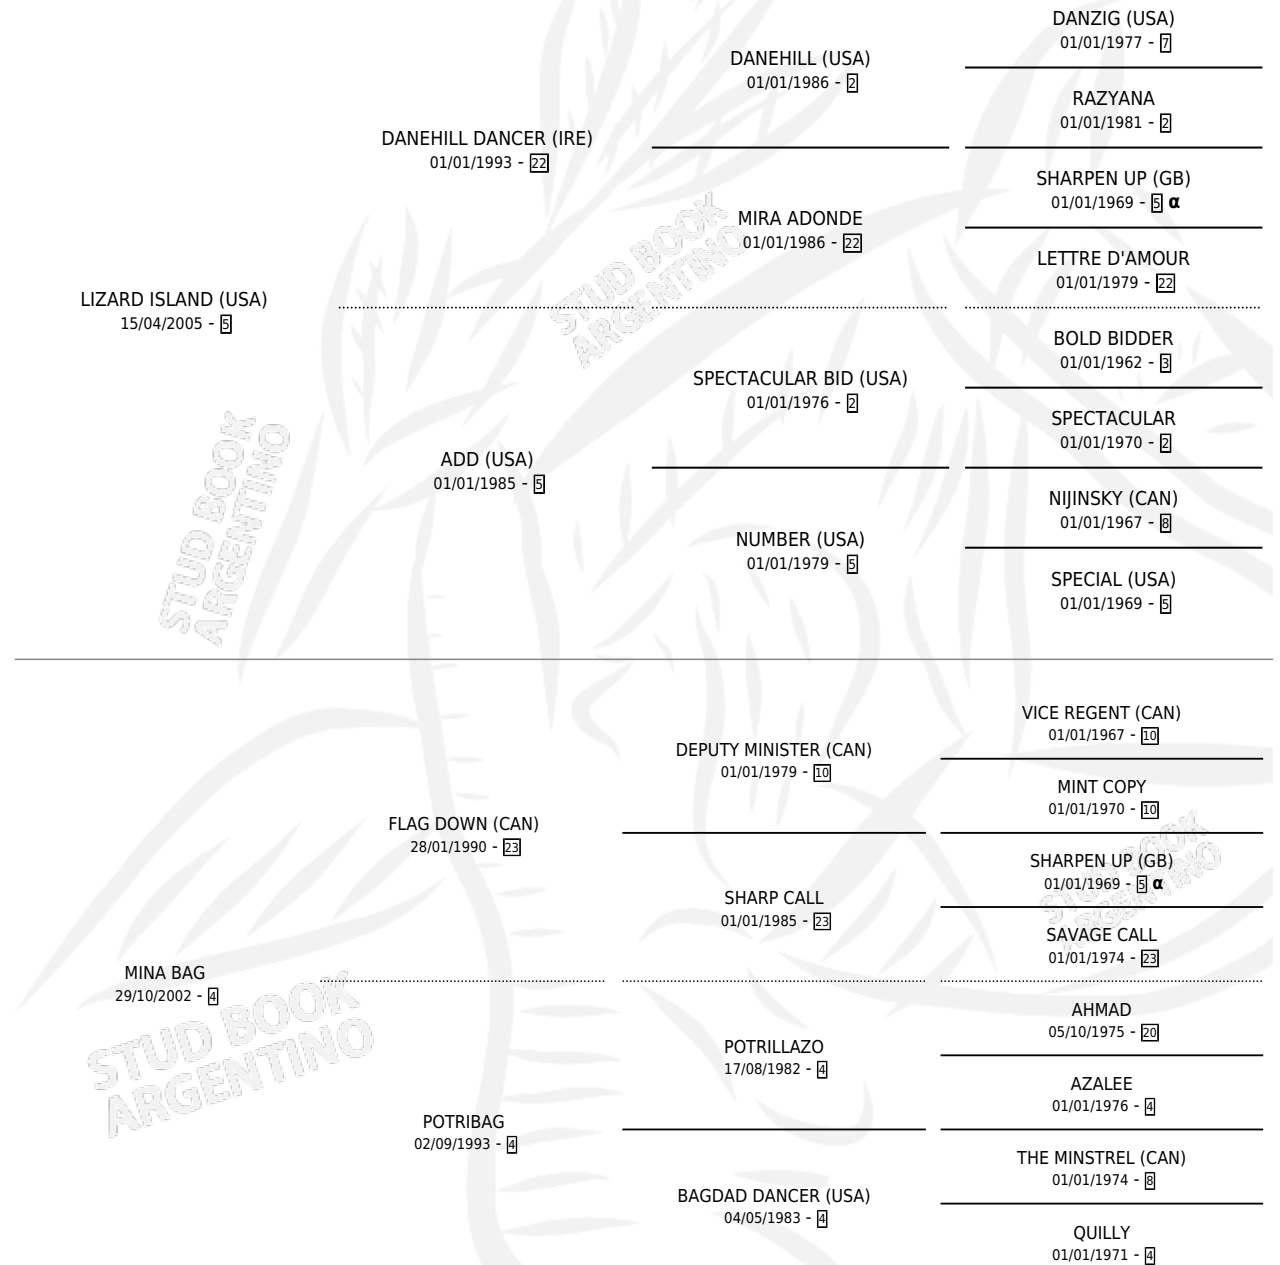 DANZIG (USA)
01/01/1977 - 7
DANEHILL (USA)
01/01/1986 - 2
RAZYANA
01/01/1981 - 2
DANEHILL DANCER (IRE)
01/01/1993 - 22
SHARPEN UP (GB)
01/01/1969 - 5 α
MIRA ADONDE
01/01/1986 - 22
LETTRE D'AMOUR
01/01/1979 - 22
LIZARD ISLAND (USA)
15/04/2005 - 5
BOLD BIDDER
01/01/1962 - 3
SPECTACULAR BID (USA)
01/01/1976 - 2
SPECTACULAR
01/01/1970 - 2
ADD (USA)
01/01/1985 - 5
NIJINSKY (CAN)
01/01/1967 - 8
NUMBER (USA)
01/01/1979 - 5
SPECIAL (USA)
01/01/1969 - 5
VICE REGENT (CAN)
01/01/1967 - 10
DEPUTY MINISTER (CAN)
01/01/1979 - 10
MINT COPY
01/01/1970 - 10
FLAG DOWN (CAN)
28/01/1990 - 23
SHARPEN UP (GB)
01/01/1969 - 5 α
SHARP CALL
01/01/1985 - 23
SAVAGE CALL
01/01/1974 - 23
MINA BAG
29/10/2002 - 4
AHMAD
05/10/1975 - 20
POTRILLAZO
17/08/1982 - 4
AZALEE
01/01/1976 - 4
POTRIBAG
02/09/1993 - 4
THE MINSTREL (CAN)
01/01/1974 - 8
BAGDAD DANCER (USA)
04/05/1983 - 4
QUILLY
01/01/1971 - 4
STUD BOOK
ARGENTINO
STUD BOOK
ARGENTINO
STUD BOOK
ARGENTINO
STUD BOOK
ARGENTINO